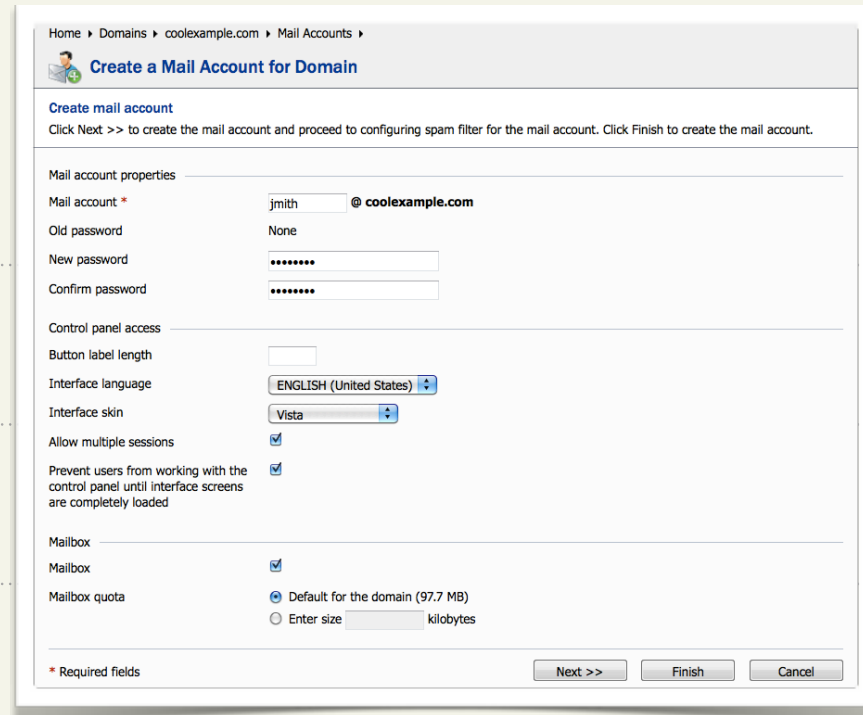 Home ▸ Domains ▸ coolexample.com ▸ Mail Accounts ▸
Create a Mail Account for Domain
Create mail account
Click Next >> to create the mail account and proceed to configuring spam filter for the mail account. Click Finish to create the mail account.
Mail account properties
Mail account * jmith @ coolexample.com
Old password None
New password ••••••••
Confirm password ••••••••
Control panel access
Button label length
Interface language ENGLISH (United States)
Interface skin Vista
Allow multiple sessions
Prevent users from working with the
control panel until interface screens
are completely loaded
Mailbox
Mailbox
Mailbox quota Default for the domain (97.7 MB)
Enter size kilobytes
* Required fields Next >> Finish Cancel